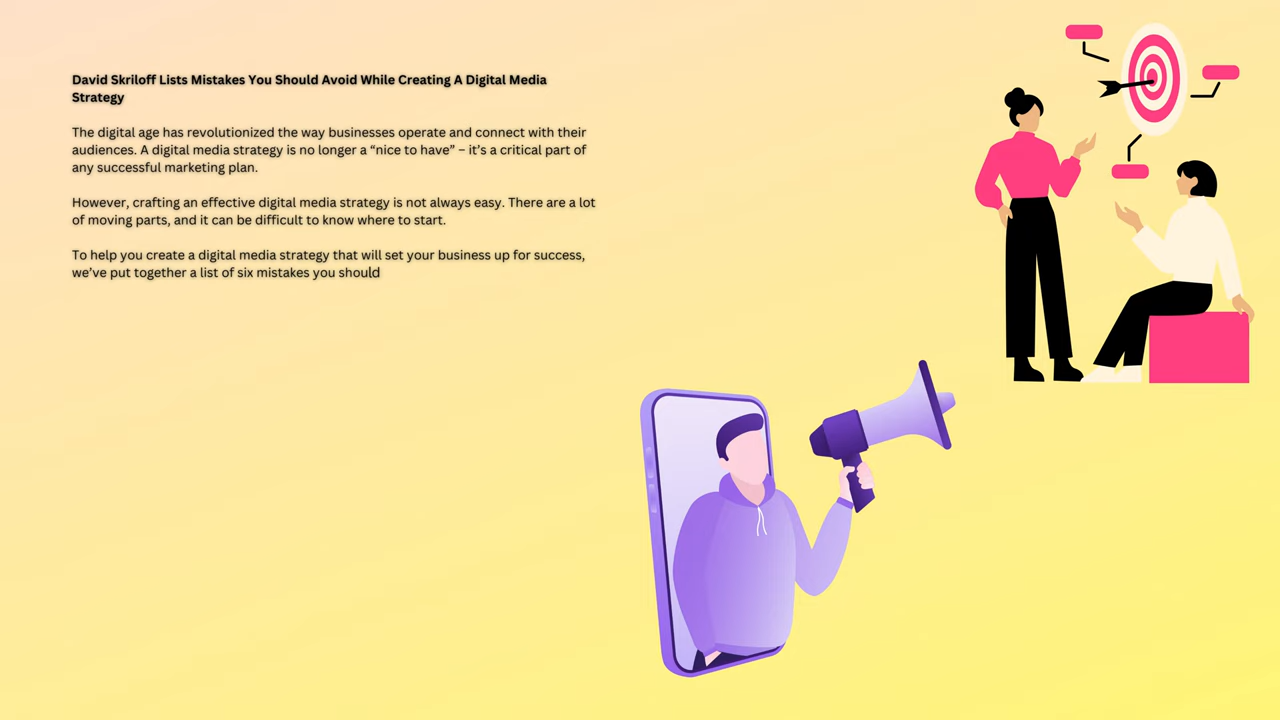 David Skriloff Lists Mistakes You Should Avoid While Creating A Digital Media
Strategy
The digital age has revolutionized the way businesses operate and connect with their
audiences. A digital media strategy is no longer a “nice to have” – it’s a critical part of
any successful marketing plan.
However, crafting an effective digital media strategy is not always easy. There are a lot
of moving parts, and it can be difficult to know where to start.
To help you create a digital media strategy that will set your business up for success,
we’ve put together a list of six mistakes you should